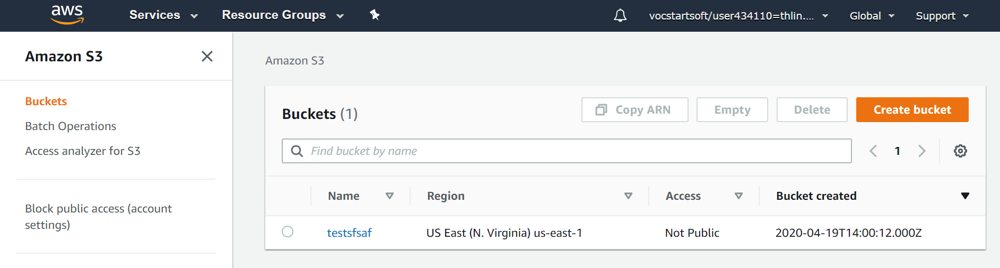 aws Services Resource Groups vocstartsoft/user434110=thlin.... Global Support
Amazon S3
Buckets
Batch Operations
Access analyzer for S3
Block public access (account
settings)
Amazon S3
Buckets (1) Copy ARN Empty Delete Create bucket
Find bucket by name 1
Name Region Access Bucket created
testsfsaf US East (N. Virginia) us-east-1 Not Public 2020-04-19T14:00:12.000Z